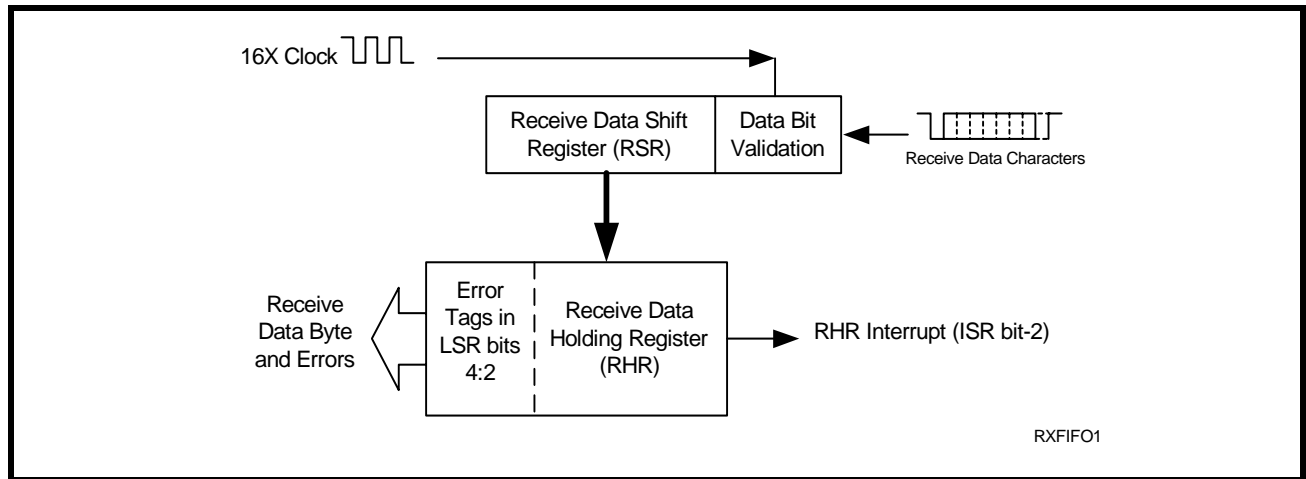 16X Clock
Receive Data Shift
Register (RSR)
Data Bit
Validation
Receive Data Characters
Receive
Data Byte
and Errors
Error
Tags in
LSR bits
4:2
Receive Data
Holding Register
(RHR)
RHR Interrupt (ISR bit-2)
RXFIFO1